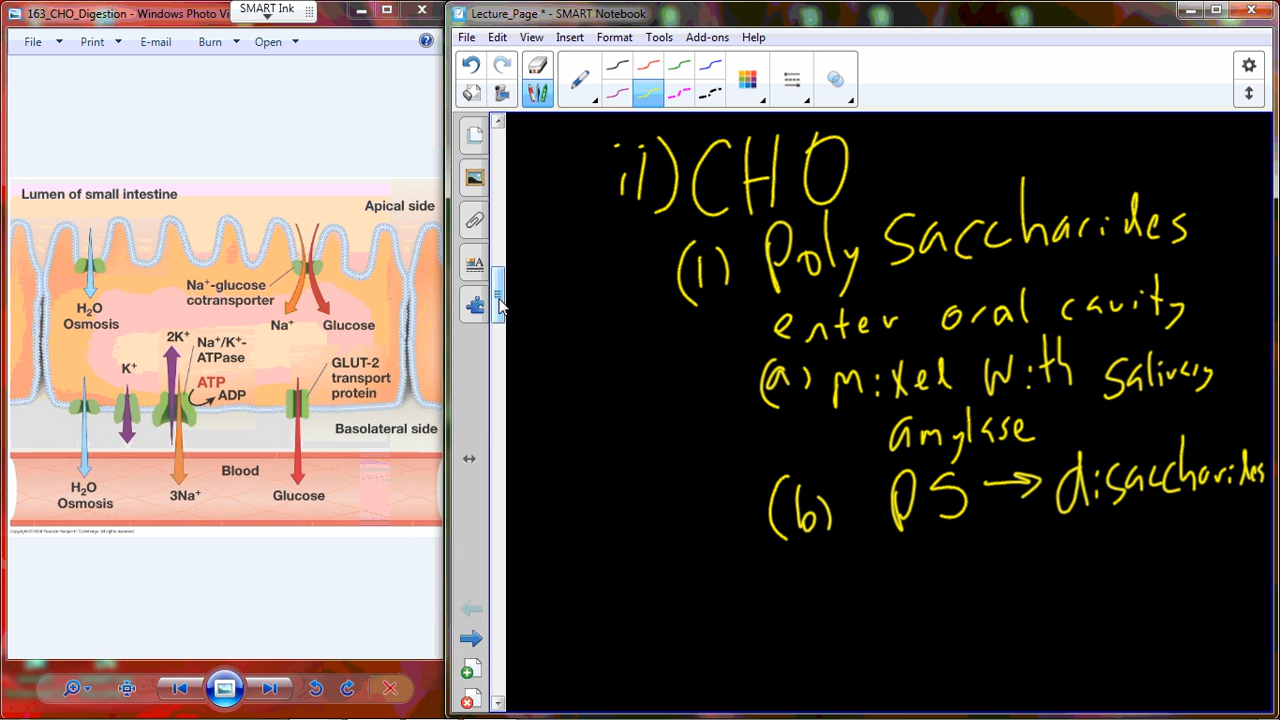 163_CHO_Digestion - Windows Photo Vi
SMART Ink
File Print E-mail Burn Open
Lumen of small intestine
Apical side
Na⁺-glucose
cotransporter
H₂O
Osmosis
Na⁺
Glucose
2K⁺
Na⁺/K⁺-
ATPase
K⁺
ATP
ADP
GLUT-2
transport
protein
Basolateral side
Blood
H₂O
Osmosis
3Na⁺
Glucose
Lecture_Page * - SMART Notebook
File Edit View Insert Format Tools Add-ons Help
ii) CHO
(1) Poly saccharides
enter oral cavity
(a) Mixed with salivary
amylase
(b) PS → disaccharides